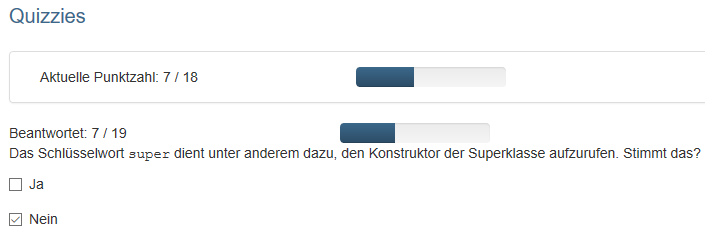 Quizzies
Aktuelle Punktzahl: 7 / 18
Beantwortet: 7 / 19
Das Schlüsselwort super dient unter anderem dazu, den Konstruktor der Superklasse aufzurufen. Stimmt das?
Ja
Nein